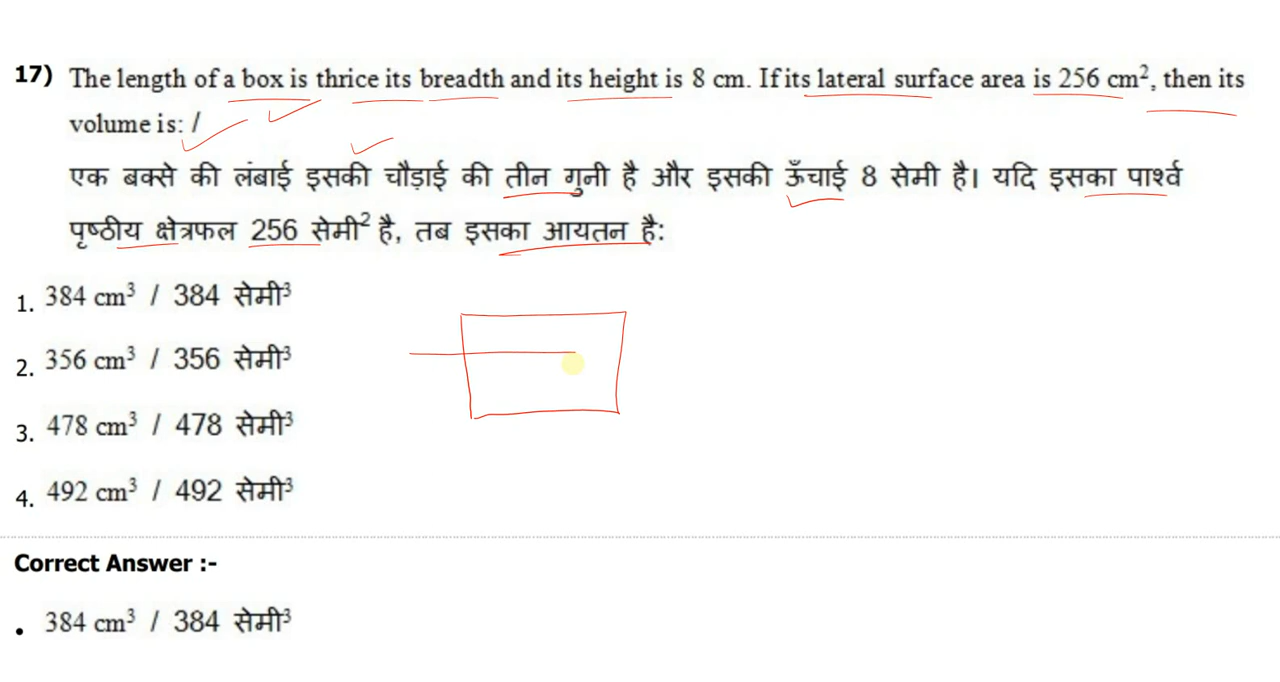 17) The length of a box is thrice its breadth and its height is 8 cm. If its lateral surface area is 256 cm², then its
volume is: /
एक बक्से की लंबाई इसकी चौड़ाई की तीन गुनी है और इसकी ऊँचाई 8 सेमी है। यदि इसका पार्श्व
पृष्ठीय क्षेत्रफल 256 सेमी² है, तब इसका आयतन है:
1. 384 cm³ / 384 सेमी³
2. 356 cm³ / 356 सेमी³
3. 478 cm³ / 478 सेमी³
4. 492 cm³ / 492 सेमी³
Correct Answer :-
• 384 cm³ / 384 सेमी³